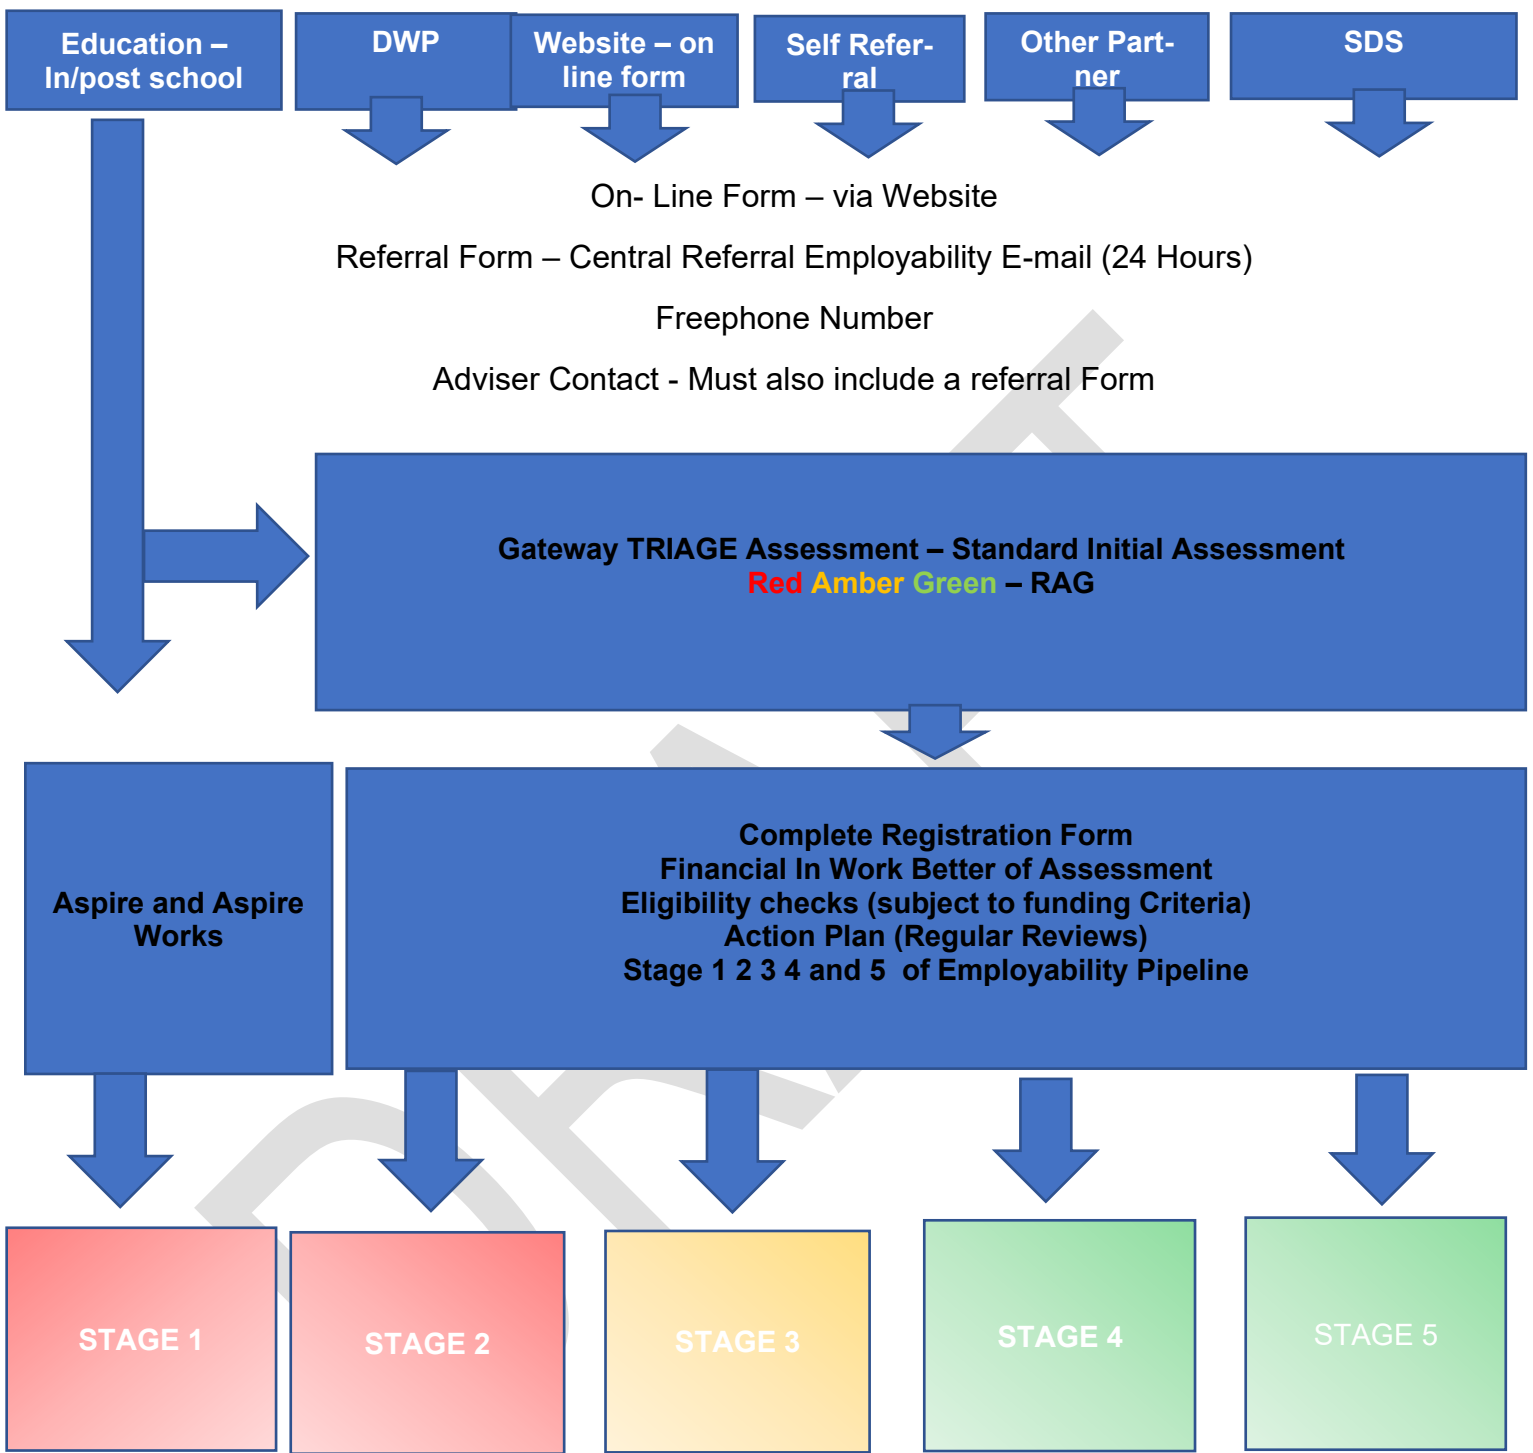 Education –
In/post school
DWP
Website – on
line form
Self Refer-
ral
Other Part-
ner
SDS
On- Line Form – via Website
Referral Form – Central Referral Employability E-mail (24 Hours)
Freephone Number
Adviser Contact - Must also include a referral Form
Gateway TRIAGE Assessment – Standard Initial Assessment
Red Amber Green – RAG
Aspire and Aspire
Works
Complete Registration Form
Financial In Work Better of Assessment
Eligibility checks (subject to funding Criteria)
Action Plan (Regular Reviews)
Stage 1 2 3 4 and 5  of Employability Pipeline
STAGE 1
STAGE 2
STAGE 3
STAGE 4
STAGE 5
DRAFT